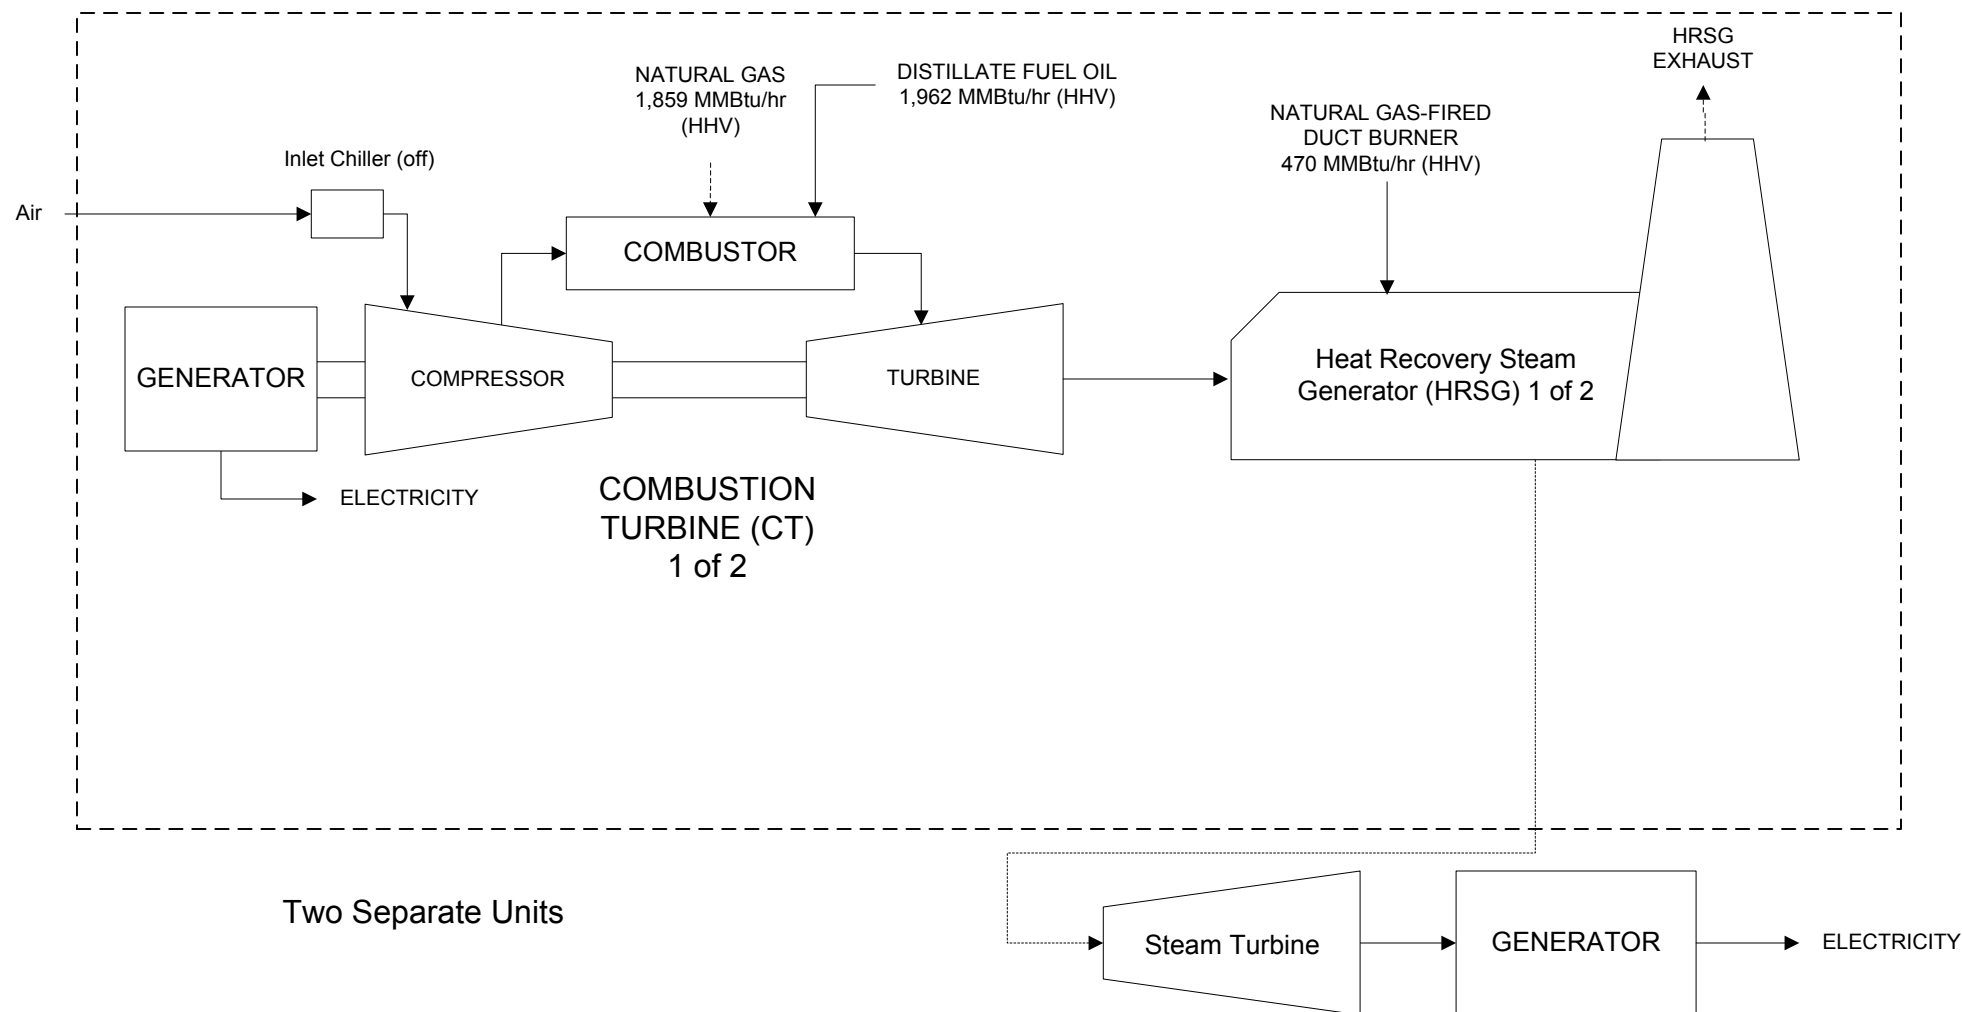 HRSG
EXHAUST
NATURAL GAS
1,859 MMBtu/hr
(HHV)
DISTILLATE FUEL OIL
1,962 MMBtu/hr (HHV)
NATURAL GAS-FIRED
DUCT BURNER
470 MMBtu/hr (HHV)
Inlet Chiller (off)
Air
COMBUSTOR
GENERATOR
COMPRESSOR
TURBINE
Heat Recovery Steam
Generator (HRSG) 1 of 2
ELECTRICITY
COMBUSTION
TURBINE (CT)
1 of 2
Two Separate Units
Steam Turbine
GENERATOR
ELECTRICITY